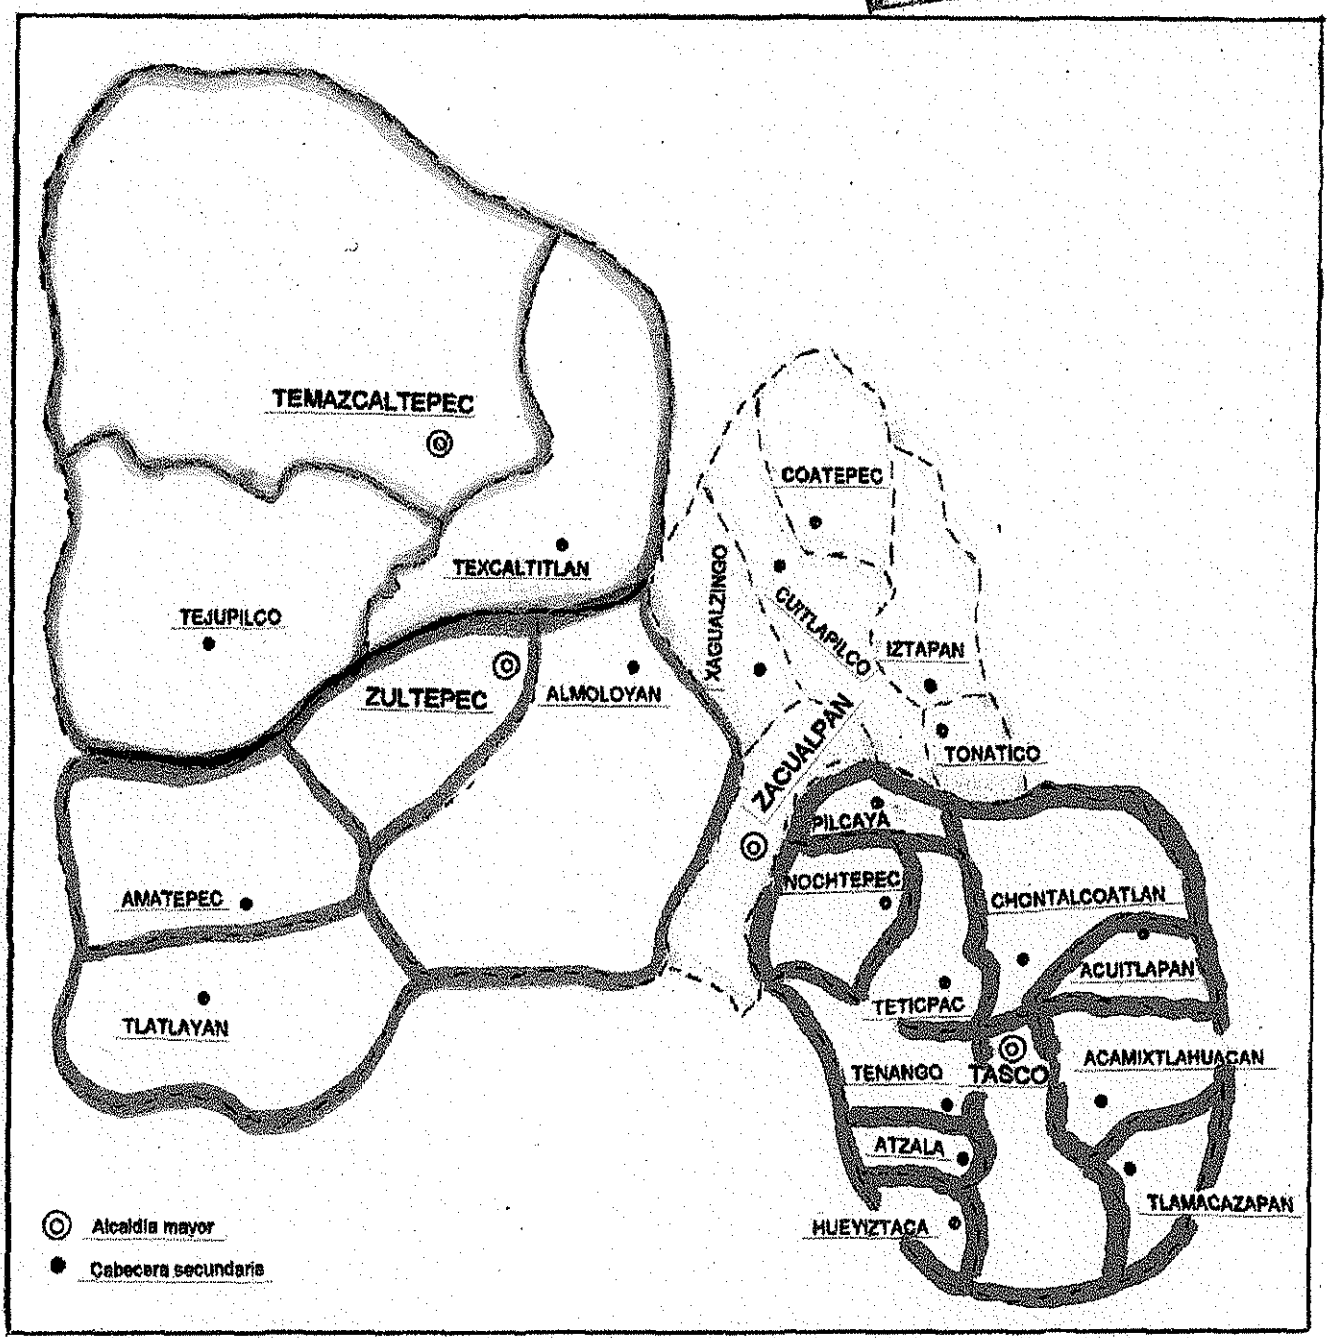 TEMAZCALTEPEC
COATEPEC
TEXCALTITLAN
XAGUALZINGO
CUITLAPILCO
TEJUPILCO
IZTAPAN
ZULTEPEC
ALMOLOYAN
ZACUALPAN
TONATICO
PILCAYA
NOCHTEPEC
CHONTALCOATLAN
AMATEPEC
ACUITLAPAN
TETICPAC
TLATLAYAN
ACAMIXTLAHUACAN
TENANGO
TASCO
ATZALA
TLAMACAZAPAN
HUEYIZTACA
Alcaldía mayor
Cabecera secundaria